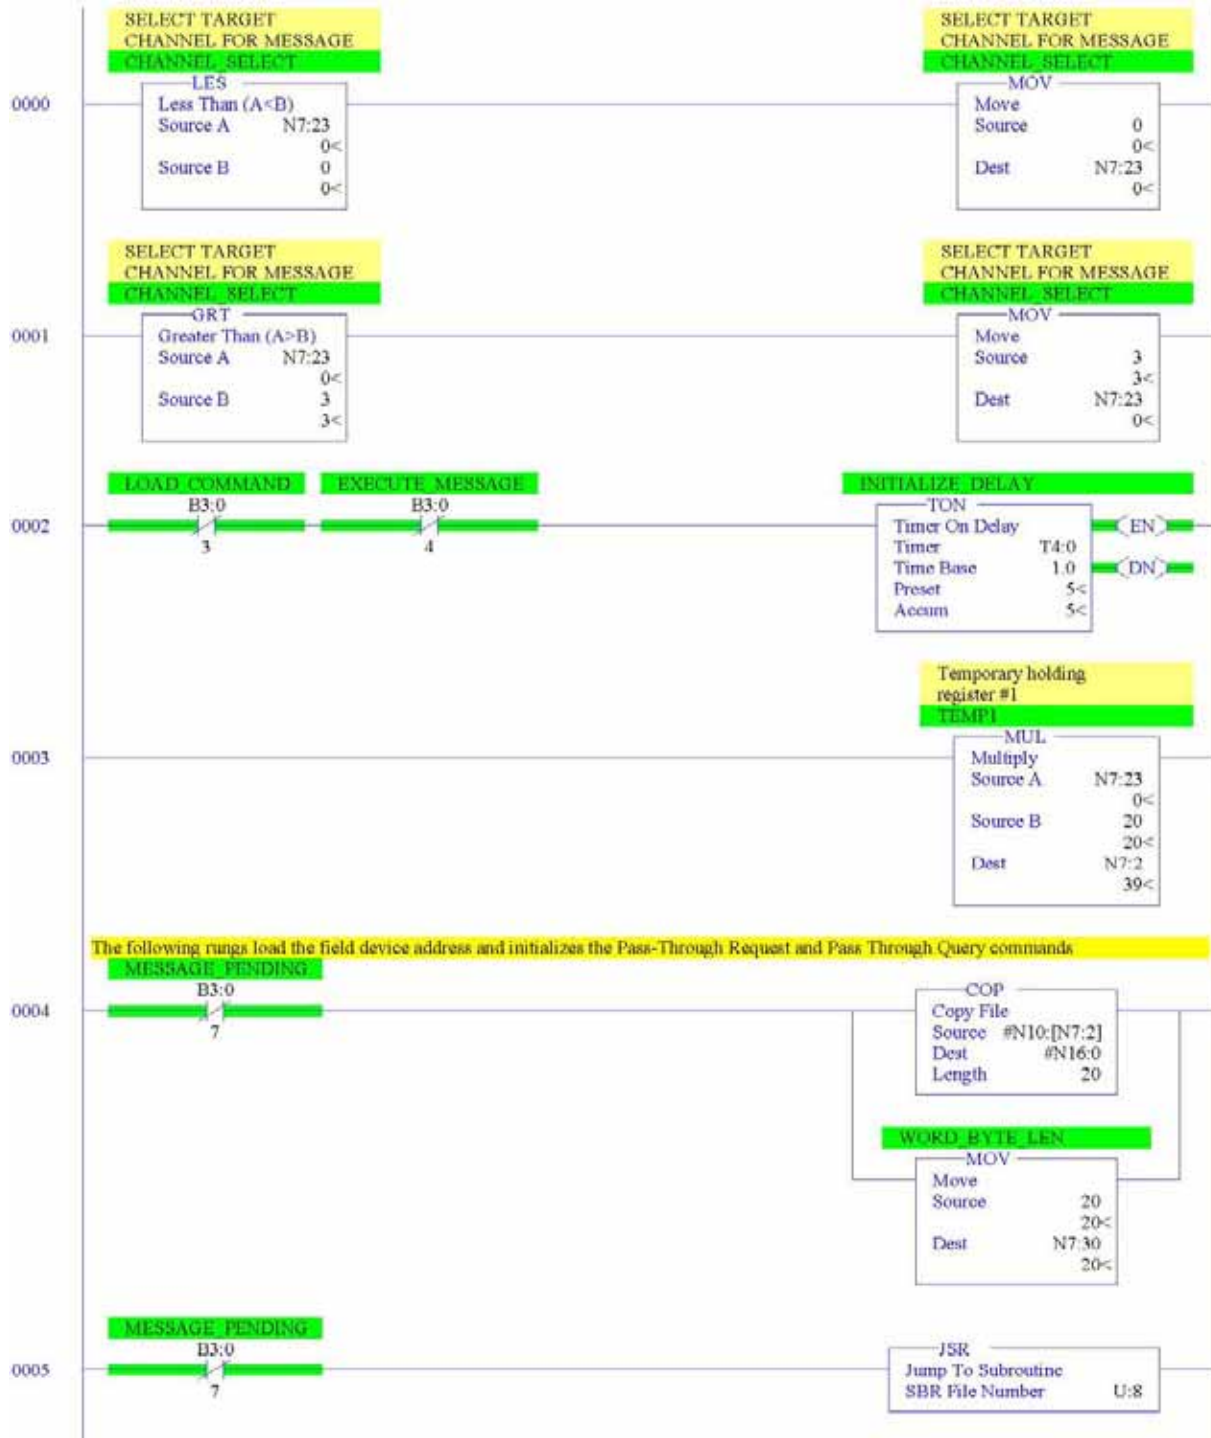 SELECT TARGET
CHANNEL FOR MESSAGE
CHANNEL_SELECT
LES
0000
Less Than (A<B)
Source A N7:23
0<
Source B 0
0<
SELECT TARGET
CHANNEL FOR MESSAGE
CHANNEL_SELECT
MOV
Move
Source 0
0<
Dest N7:23
0<
SELECT TARGET
CHANNEL FOR MESSAGE
CHANNEL_SELECT
GRT
0001
Greater Than (A>B)
Source A N7:23
0<
Source B 3
3<
SELECT TARGET
CHANNEL FOR MESSAGE
CHANNEL_SELECT
MOV
Move
Source 3
3<
Dest N7:23
0<
LOAD_COMMAND
B3:0
0002
3
EXECUTE_MESSAGE
B3:0
4
INITIALIZE_DELAY
TON
Timer On Delay
Timer T4:0
Time Base 1.0
Preset 5<
Accum 5<
EN
DN
Temporary holding
register #1
TEMP1
MUL
0003
Multiply
Source A N7:23
0<
Source B 20
20<
Dest N7:2
39<
The following rungs load the field device address and initializes the Pass-Through Request and Pass Through Query commands
MESSAGE_PENDING
B3:0
0004
7
COP
Copy File
Source #N10:[N7:2]
Dest #N16:0
Length 20
WORD_BYTE_LEN
MOV
Move
Source 20
20<
Dest N7:30
20<
MESSAGE_PENDING
B3:0
0005
7
JSR
Jump To Subroutine
SBR File Number U:8